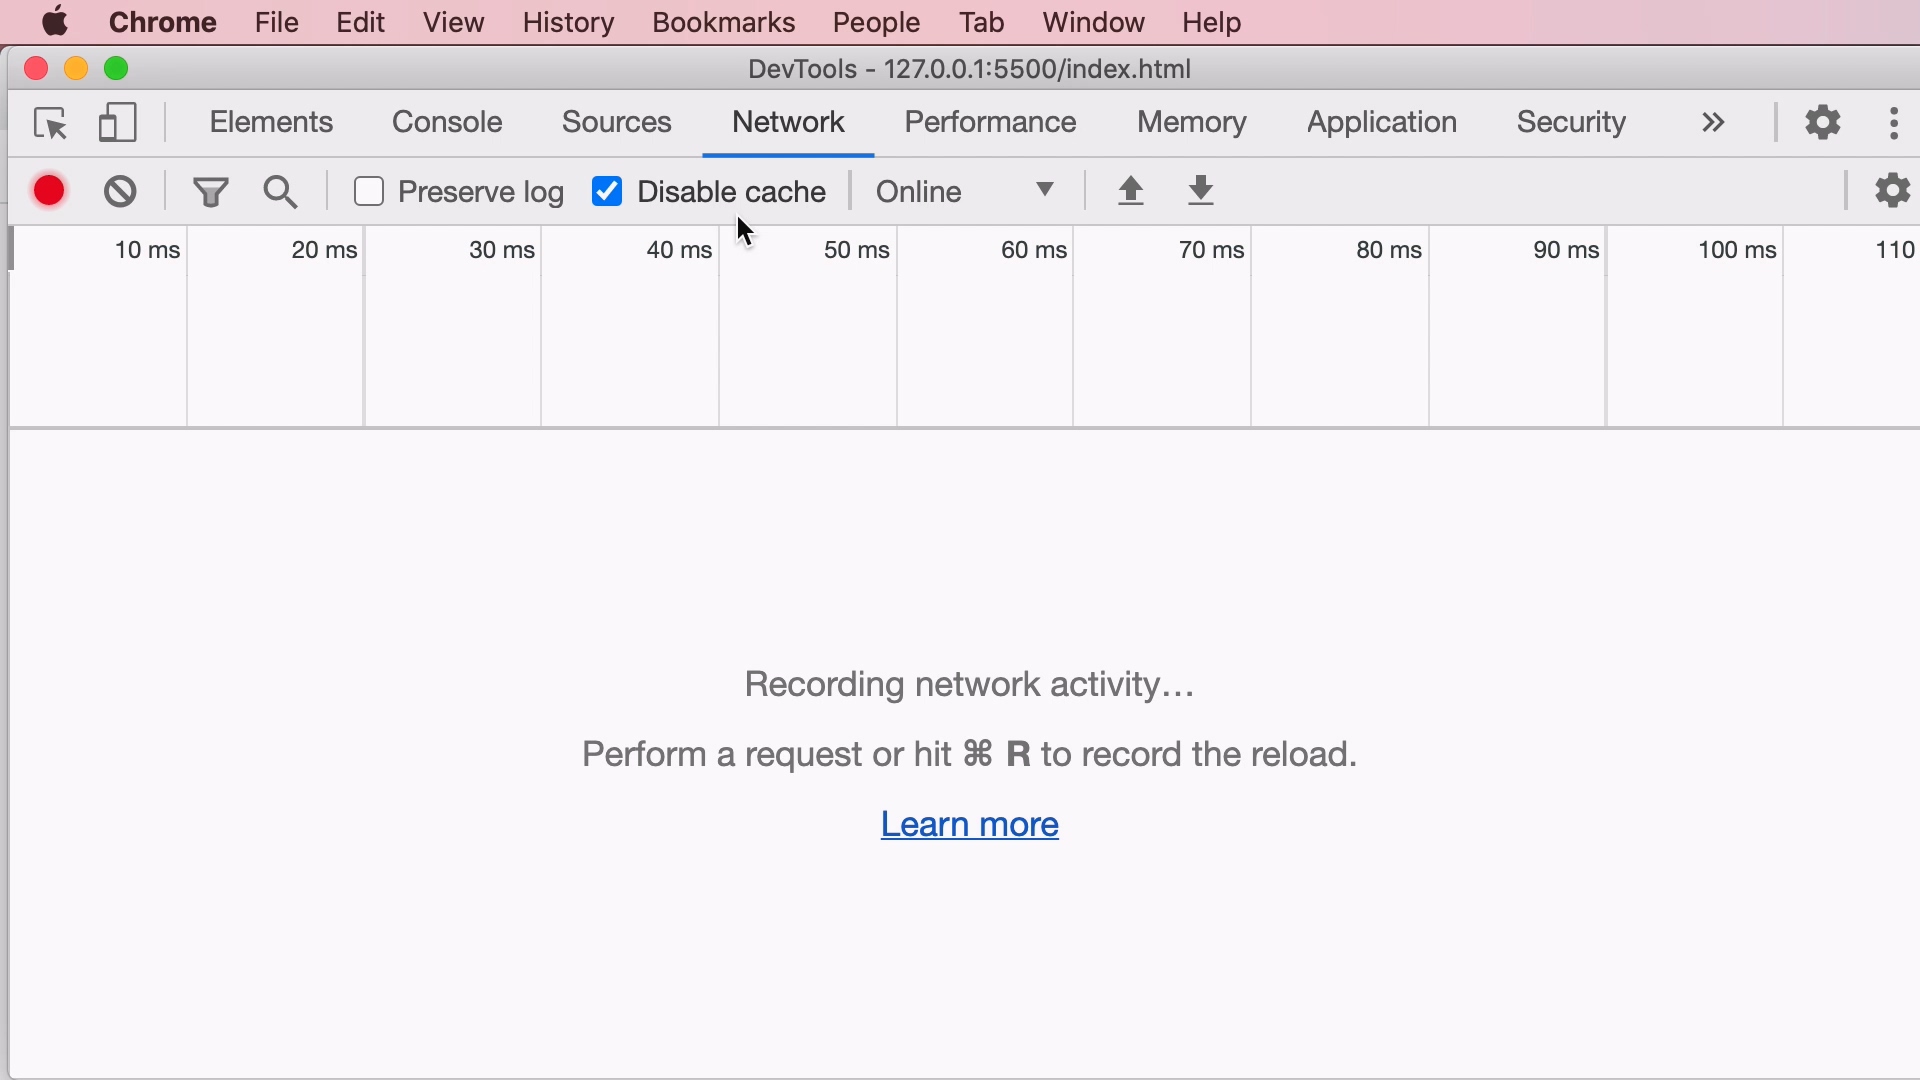 Chrome File Edit View History Bookmarks People Tab Window Help
DevTools - 127.0.0.1:5500/index.html
Elements Console Sources Network Performance Memory Application Security
Preserve log Disable cache Online
10 ms 20 ms 30 ms 40 ms 50 ms 60 ms 70 ms 80 ms 90 ms 100 ms 110
Recording network activity…
Perform a request or hit ⌘ R to record the reload.
Learn more